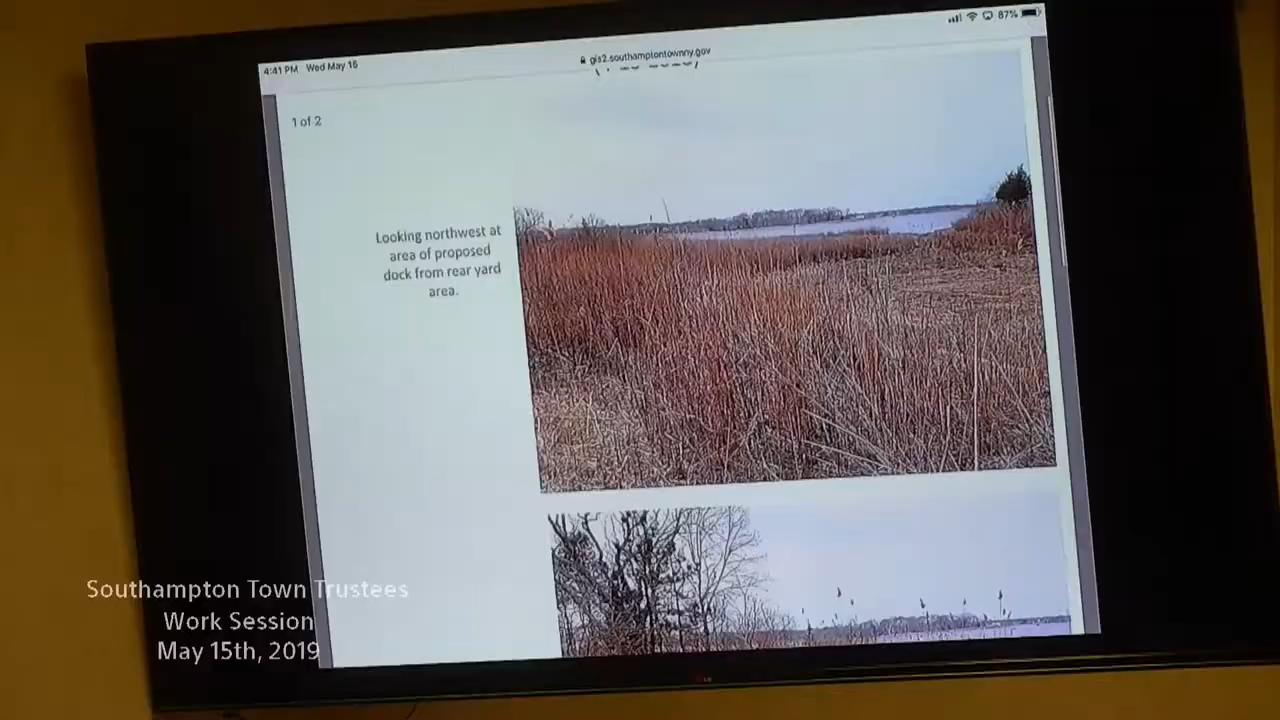 4:41 PM Wed May 15
gis2.southamptontownny.gov
87%
1 of 2
Looking northwest at
area of proposed
dock from rear yard
area.
Southampton Town Trustees
Work Session
May 15th, 2019
LG